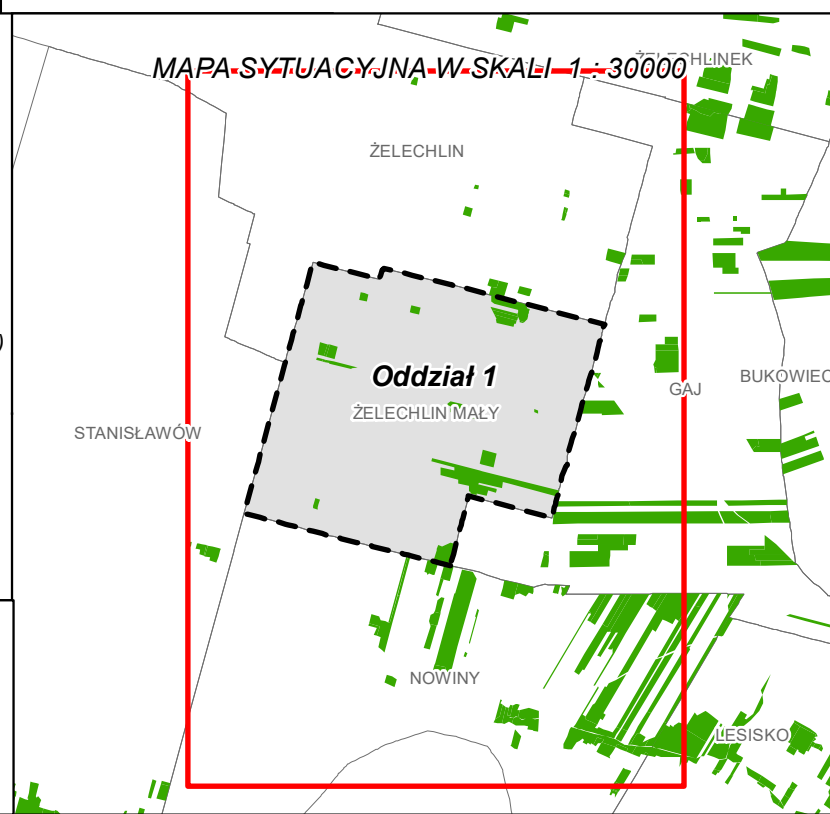 MAPA SYTUACYJNA W SKALI 1 : 30000
ŻELECHLINEK
ŻELECHLIN
Oddział 1
ŻELECHLIN MAŁY
GAJ
BUKOWIEC
STANISŁAWÓW
NOWINY
LESISKO